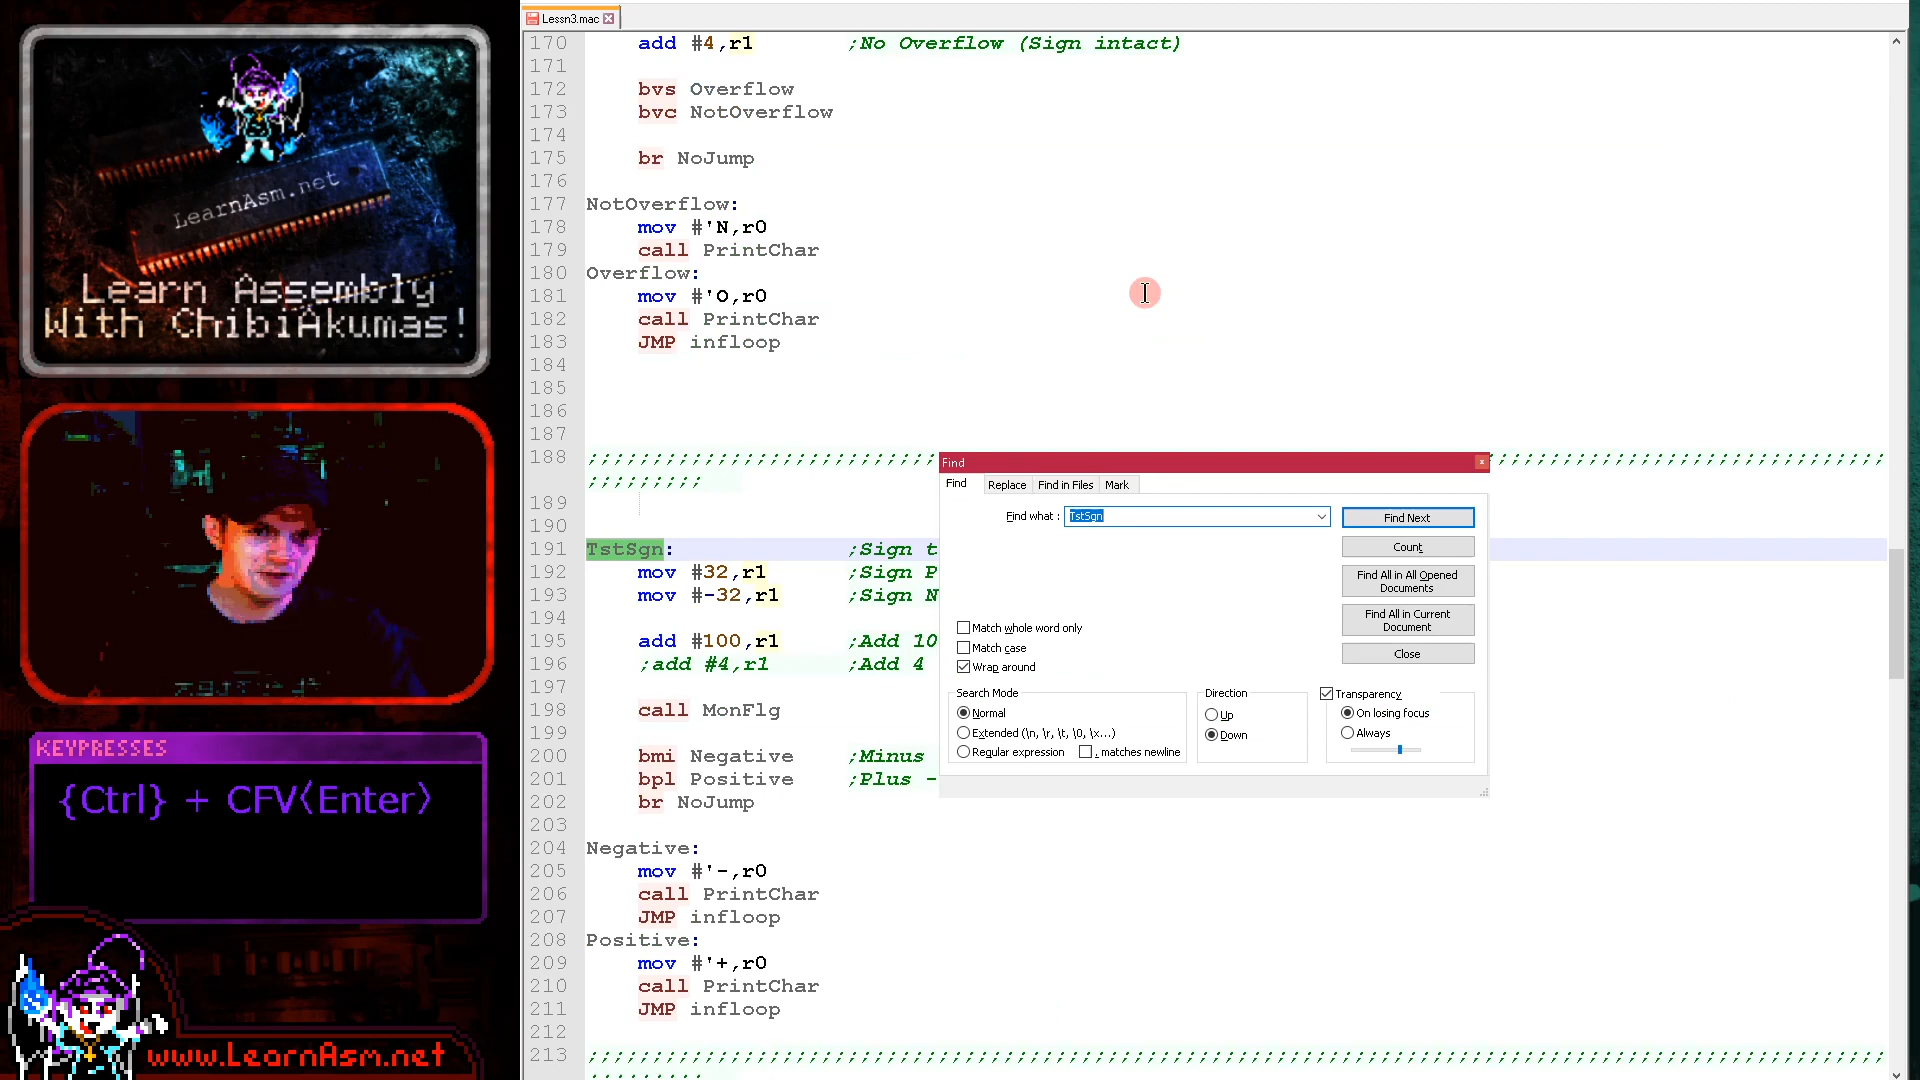 LearnAsm.net
Learn Assembly
With ChibiAkumas!
KEYPRESSES
{Ctrl} + CFV<Enter>
www.LearnAsm.net
Lessn3.mac
170 add #4,r1 ;No Overflow (Sign intact)
171
172 bvs Overflow
173 bvc NotOverflow
174
175 br NoJump
176
177 NotOverflow:
178 mov #'N,r0
179 call PrintChar
180 Overflow:
181 mov #'O,r0
182 call PrintChar
183 JMP infloop
184
185
186
187
188
189
190
191 TstSgn: ;Sign t
192 mov #32,r1 ;Sign P
193 mov #-32,r1 ;Sign N
194
195 add #100,r1 ;Add 10
196 ;add #4,r1 ;Add 4
197
198 call MonFlg
199
200 bmi Negative ;Minus
201 bpl Positive ;Plus -
202 br NoJump
203
204 Negative:
205 mov #'-,r0
206 call PrintChar
207 JMP infloop
208 Positive:
209 mov #'+,r0
210 call PrintChar
211 JMP infloop
212
213
Find
Find Replace Find in Files Mark
Find what : TstSgn
Find Next
Count
Find All in All Opened
Documents
Find All in Current
Document
Close
Match whole word only
Match case
Wrap around
Search Mode
Normal
Extended (\n, \r, \t, \0, \x...)
Regular expression . matches newline
Direction
Up
Down
Transparency
On losing focus
Always